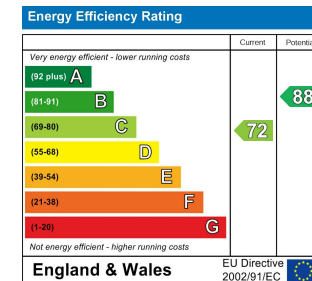 Energy Efficiency Rating
Current Potentia
Very energy efficient - lower running costs
(92 plus) A
(81-91) B
88
(69-80) C
72
(55-68) D
(39-54) E
(21-38) F
(1-20) G
Not energy efficient - higher running costs
England & Wales
EU Directive
2002/91/EC